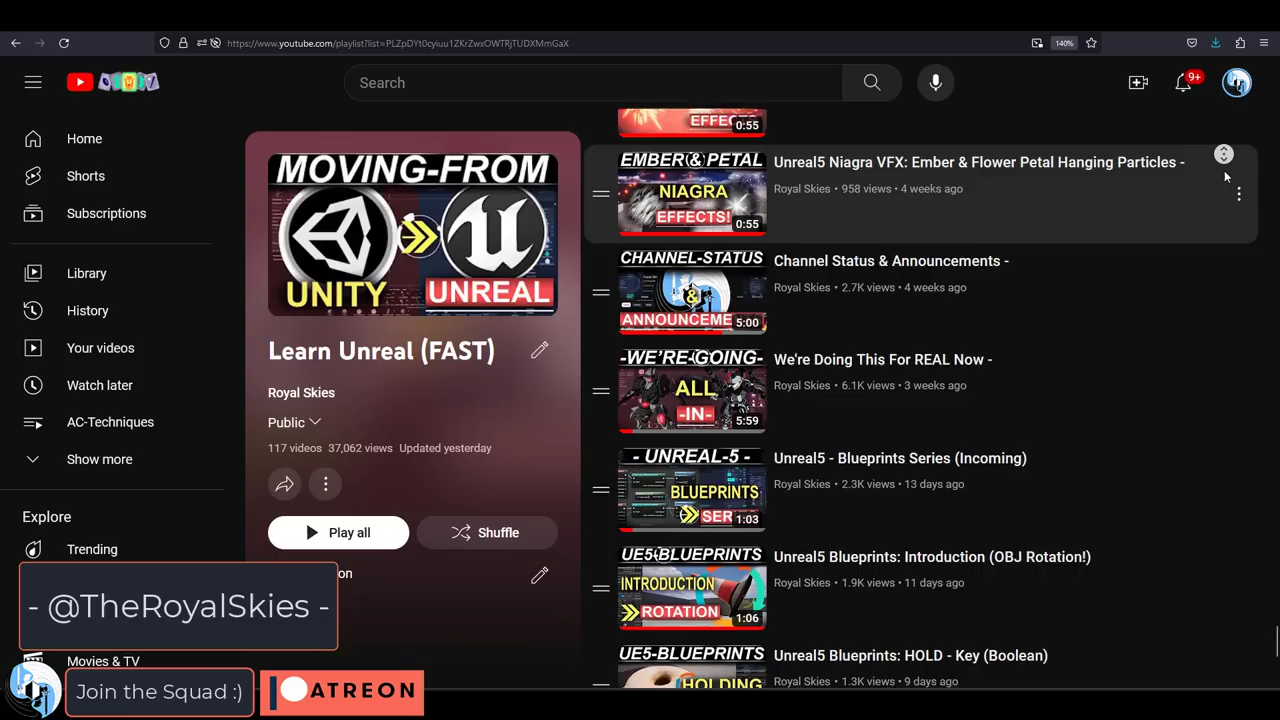 https://www.youtube.com/playlist?list=PLZpDYt0cyiuu1ZKrZwxOWTRjTUDXMmGaX
140%
Search
9+
Home
Shorts
Subscriptions
Library
History
Your videos
Watch later
AC-Techniques
Show more
Explore
Trending
Movies & TV
MOVING-FROM
UNITY
UNREAL
Learn Unreal (FAST)
Royal Skies
Public
117 videos 37,062 views Updated yesterday
Play all
Shuffle
on
0:55
EMBER & PETAL
NIAGRA
EFFECTS!
0:55
Unreal5 Niagra VFX: Ember & Flower Petal Hanging Particles -
Royal Skies • 958 views • 4 weeks ago
CHANNEL-STATUS
&
ANNOUNCEME
5:00
Channel Status & Announcements -
Royal Skies • 2.7K views • 4 weeks ago
-WE'RE-GOING-
ALL
-IN-
5:59
We're Doing This For REAL Now -
Royal Skies • 6.1K views • 3 weeks ago
- UNREAL-5 -
BLUEPRINTS
SER
1:03
Unreal5 - Blueprints Series (Incoming)
Royal Skies • 2.3K views • 13 days ago
UE5-BLUEPRINTS
INTRODUCTION
ROTATION
1:06
Unreal5 Blueprints: Introduction (OBJ Rotation!)
Royal Skies • 1.9K views • 11 days ago
UE5-BLUEPRINTS
HOLDING
Unreal5 Blueprints: HOLD - Key (Boolean)
Royal Skies • 1.3K views • 9 days ago
- @TheRoyalSkies -
Join the Squad :)
PATREON